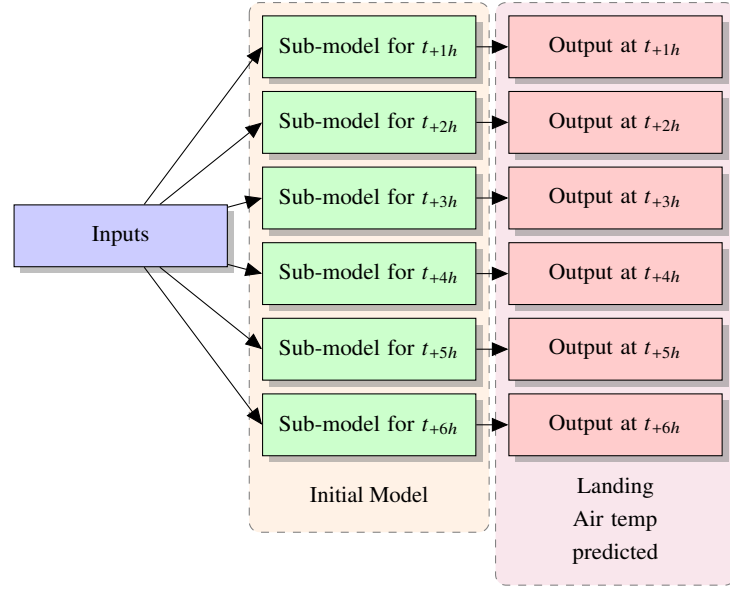 Sub-model for t+1h
Output at t+1h
Sub-model for t+2h
Output at t+2h
Sub-model for t+3h
Output at t+3h
Inputs
Sub-model for t+4h
Output at t+4h
Sub-model for t+5h
Output at t+5h
Sub-model for t+6h
Output at t+6h
Initial Model
Landing
Air temp
predicted